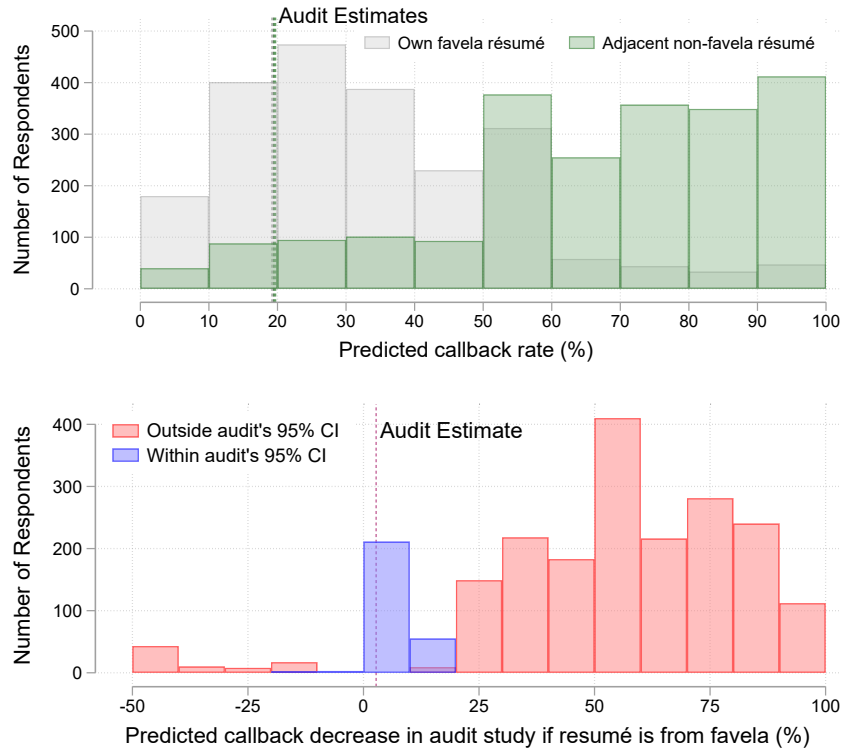 Audit Estimates
Own favela résumé
Adjacent non-favela résumé
Number of Respondents
500
400
300
200
100
0
0 10 20 30 40 50 60 70 80 90 100
Predicted callback rate (%)
Outside audit's 95% CI
Within audit's 95% CI
Audit Estimate
Number of Respondents
400
300
200
100
0
-50 -25 0 25 50 75 100
Predicted callback decrease in audit study if resumé is from favela (%)